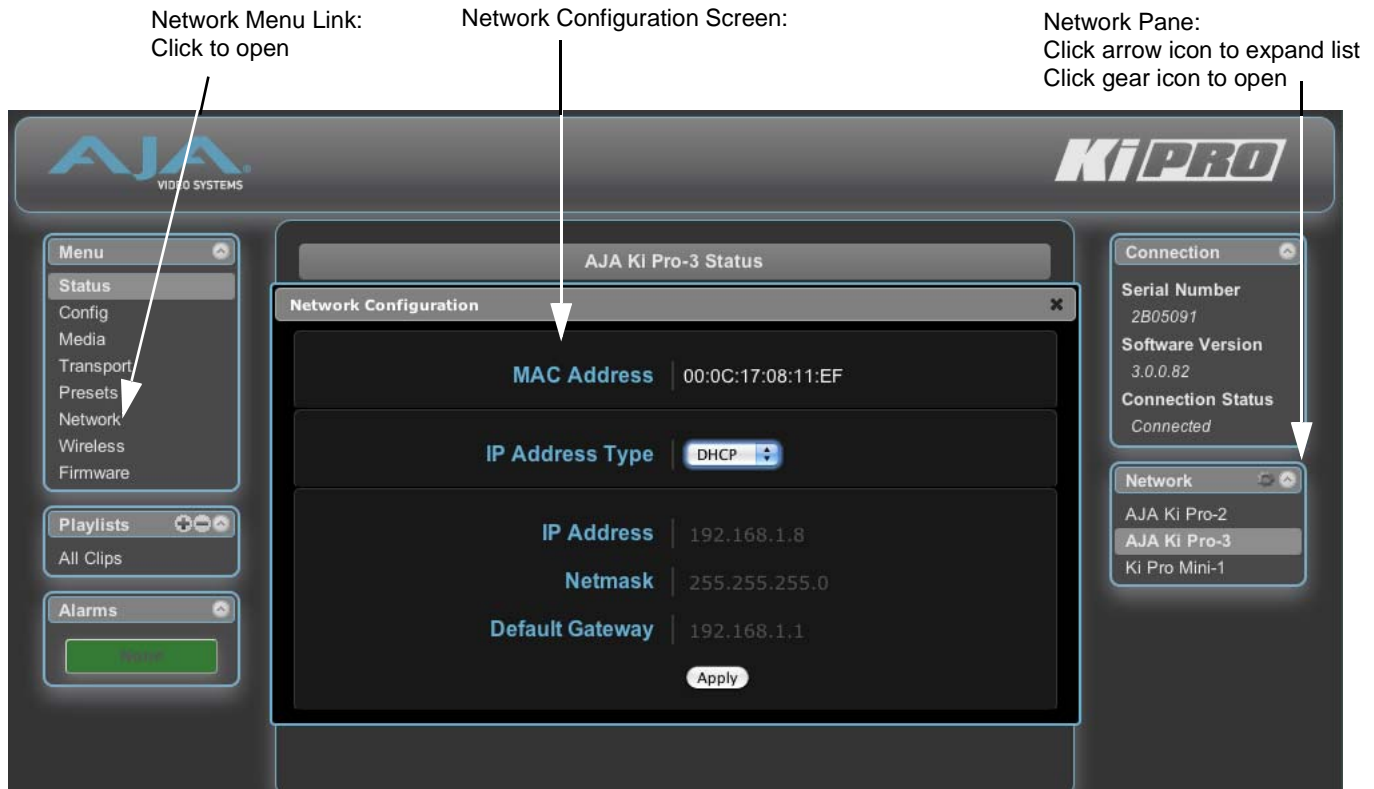 Network Menu Link:
Click to open
Network Configuration Screen:
Network Pane:
Click arrow icon to expand list
Click gear icon to open
AJA
VIDEO SYSTEMS
Ki PRO
Menu
Status
Config
Media
Transport
Presets
Network
Wireless
Firmware
Playlists
All Clips
Alarms
None
AJA Ki Pro-3 Status
Network Configuration
MAC Address 00:0C:17:08:11:EF
IP Address Type DHCP
IP Address 192.168.1.8
Netmask 255.255.255.0
Default Gateway 192.168.1.1
Apply
Connection
Serial Number
2B05091
Software Version
3.0.0.82
Connection Status
Connected
Network
AJA Ki Pro-2
AJA Ki Pro-3
Ki Pro Mini-1